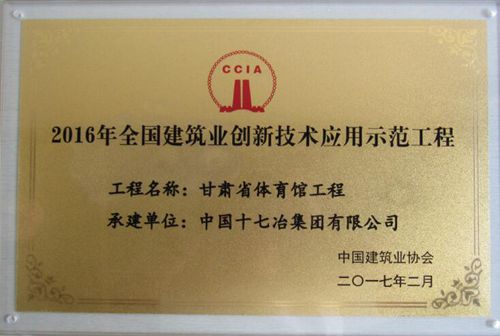 CCIA
2016年全国建筑业创新技术应用示范工程
工程名称：甘肃省体育馆工程
承建单位：中国十七冶集团有限公司
中国建筑业协会
二〇一七年二月